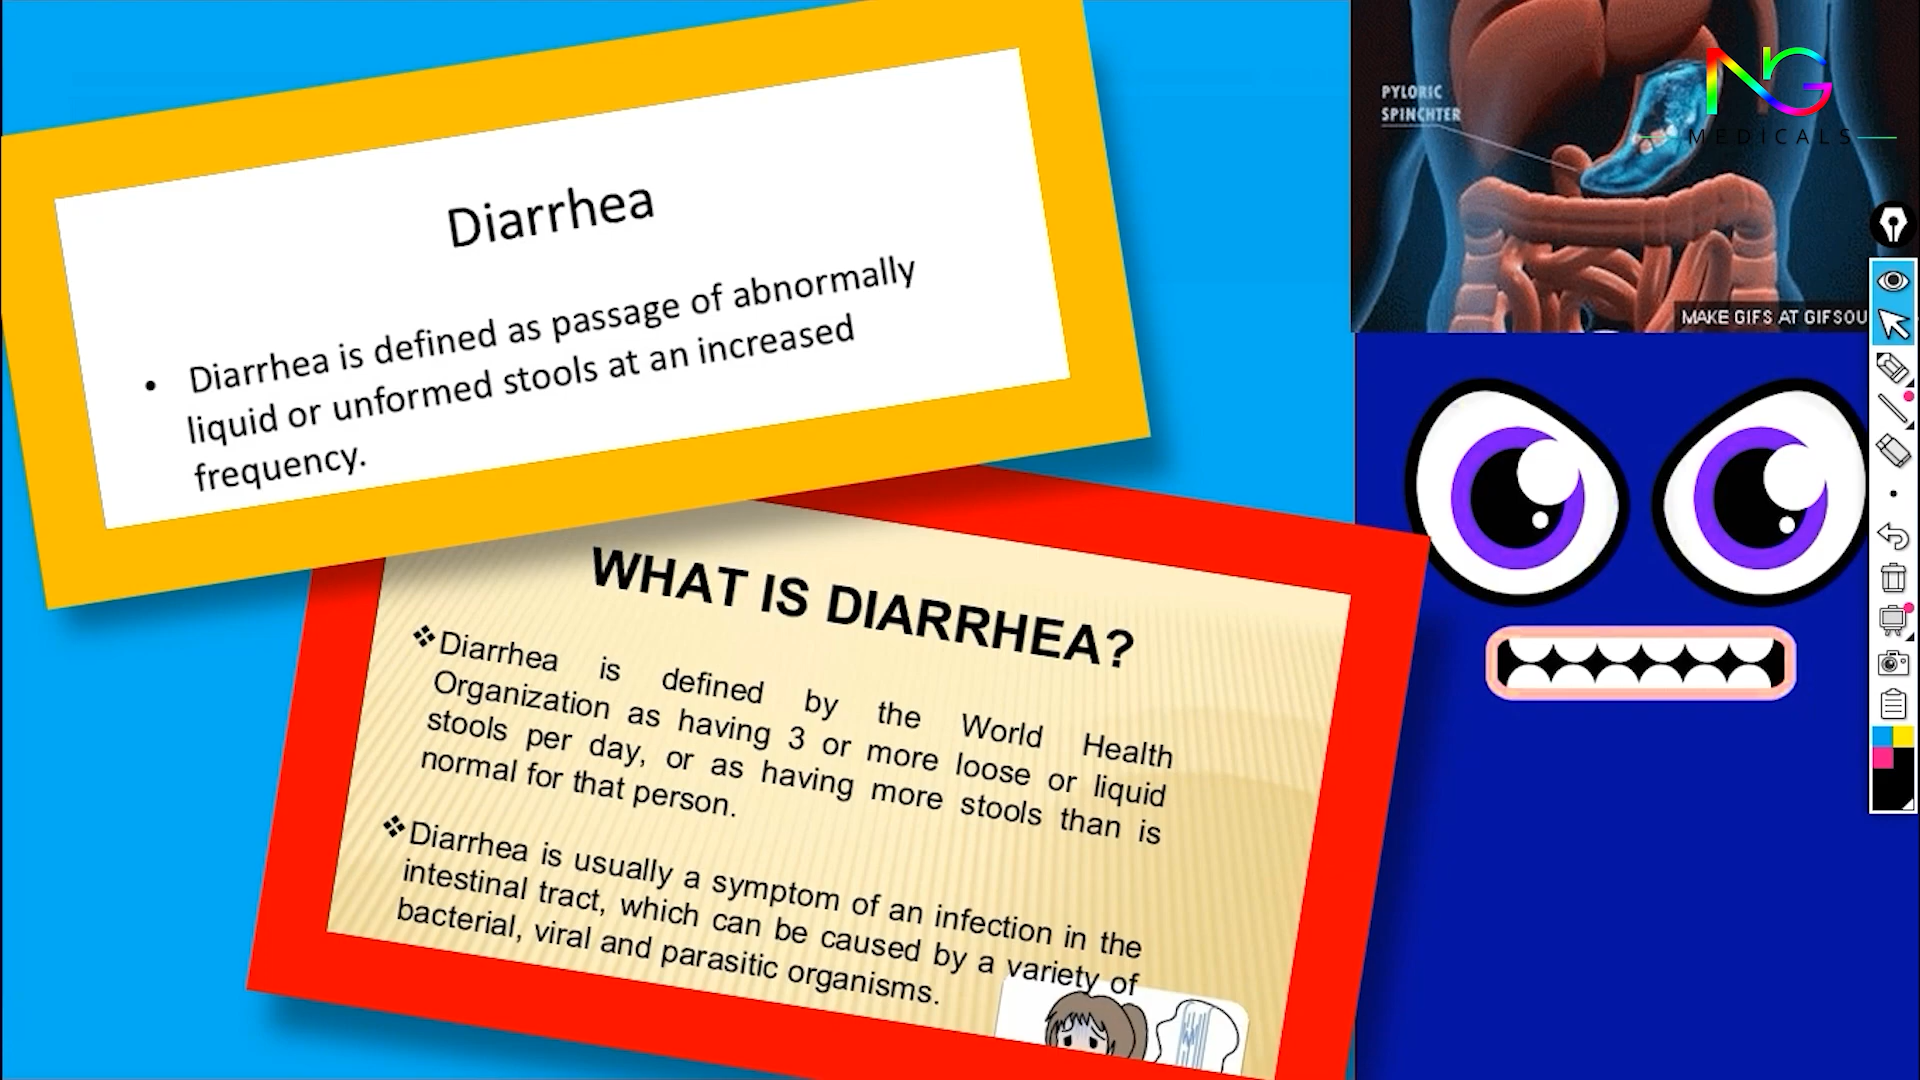 Diarrhea
• Diarrhea is defined as passage of abnormally
liquid or unformed stools at an increased
frequency.
WHAT IS DIARRHEA?
❖Diarrhea is defined by the World Health
Organization as having 3 or more loose or liquid
stools per day, or as having more stools than is
normal for that person.
❖Diarrhea is usually a symptom of an infection in the
intestinal tract, which can be caused by a variety of
bacterial, viral and parasitic organisms.
PYLORIC
SPINCHTER
NG
MEDICALS
MAKE GIFS AT GIFSOU